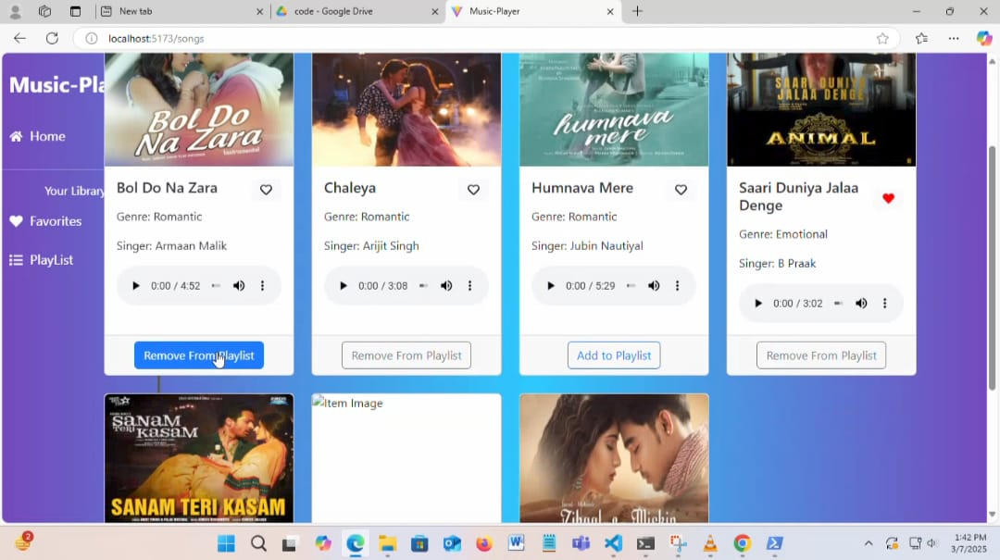 New tab
code - Google Drive
Music-Player
localhost:5173/songs
Music-Pla
Home
Your Library
Favorites
PlayList
BOL DO
NA ZARA
Instrumental
humnava
mere
SAARI DUNIYA
JALAA DENGE
ANIMAL
Bol Do Na Zara
Genre: Romantic
Singer: Armaan Malik
0:00 / 4:52
Remove From Playlist
Chaleya
Genre: Romantic
Singer: Arijit Singh
0:00 / 3:08
Remove From Playlist
Humnava Mere
Genre: Romantic
Singer: Jubin Nautiyal
0:00 / 5:29
Add to Playlist
Saari Duniya Jalaa
Denge
Genre: Emotional
Singer: B Praak
0:00 / 3:02
Remove From Playlist
SANAM
TERI
KASAM
SANAM TERI KASAM
Item Image
Zihaal e Miskin
2
1:42 PM
3/7/2025